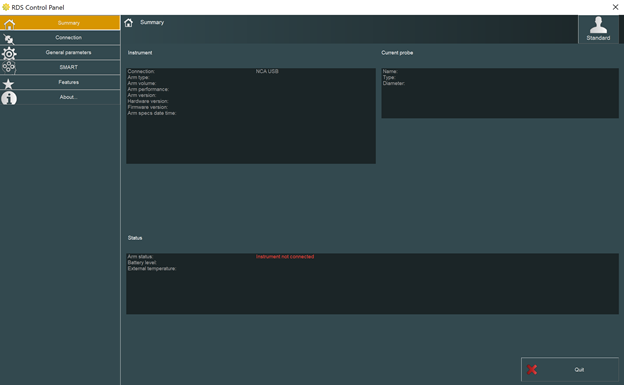 RDS Control Panel
Summary
Connection
General parameters
SMART
Features
About...
Summary
Standard
Instrument
Connection: NCA USB
Arm type:
Arm volume:
Arm performance:
Arm version:
Hardware version:
Firmware version:
Arm specs date time:
Current probe
Name:
Type:
Diameter:
Status
Arm status: Instrument not connected
Battery level:
External temperature:
Quit